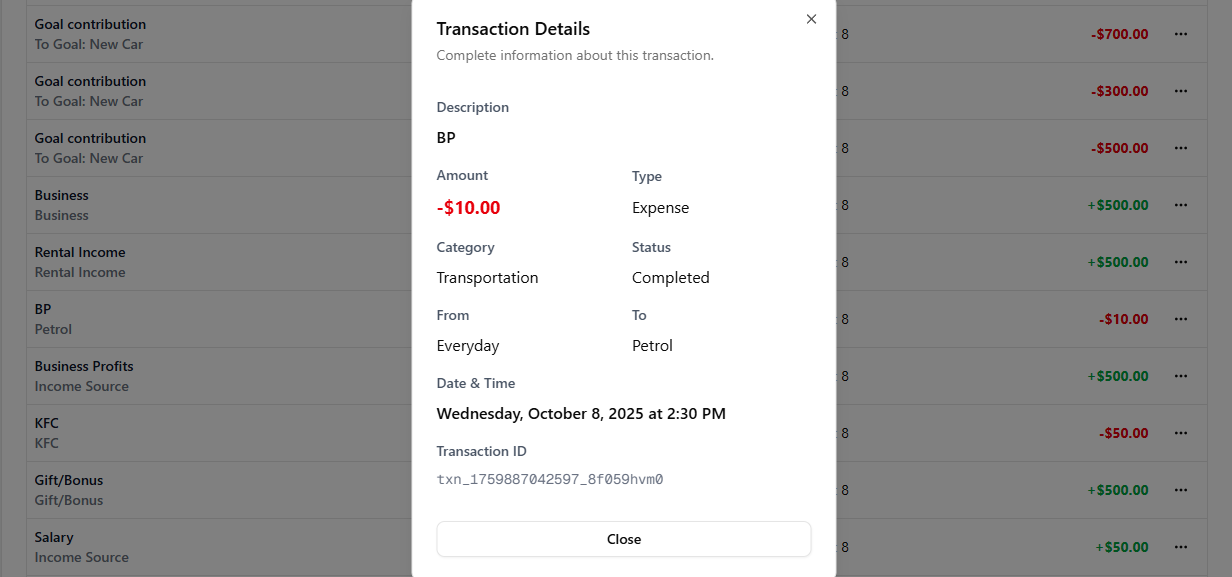 Goal contribution
To Goal: New Car
8
-$700.00
Goal contribution
To Goal: New Car
8
-$300.00
Goal contribution
To Goal: New Car
8
-$500.00
Business
Business
8
+$500.00
Rental Income
Rental Income
8
+$500.00
BP
Petrol
8
-$10.00
Business Profits
Income Source
8
+$500.00
KFC
KFC
8
-$50.00
Gift/Bonus
Gift/Bonus
8
+$500.00
Salary
Income Source
8
+$50.00
Transaction Details
Complete information about this transaction.
Description
BP
Amount Type
-$10.00 Expense
Category Status
Transportation Completed
From To
Everyday Petrol
Date & Time
Wednesday, October 8, 2025 at 2:30 PM
Transaction ID
txn_1759887042597_8f059hvm0
Close